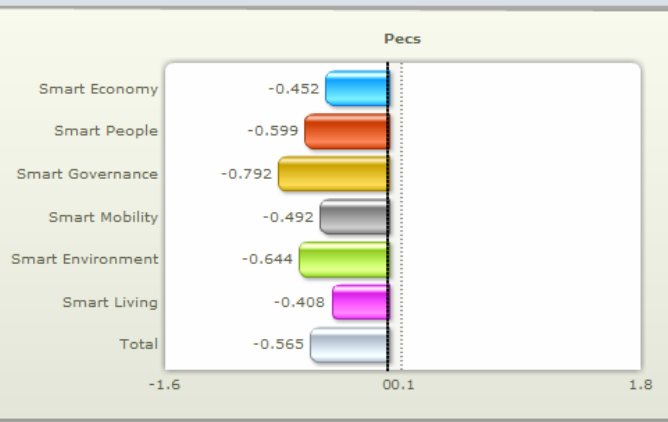 Pecs
Smart Economy -0.452
Smart People -0.599
Smart Governance -0.792
Smart Mobility -0.492
Smart Environment -0.644
Smart Living -0.408
Total -0.565
-1.6 00.1 1.8